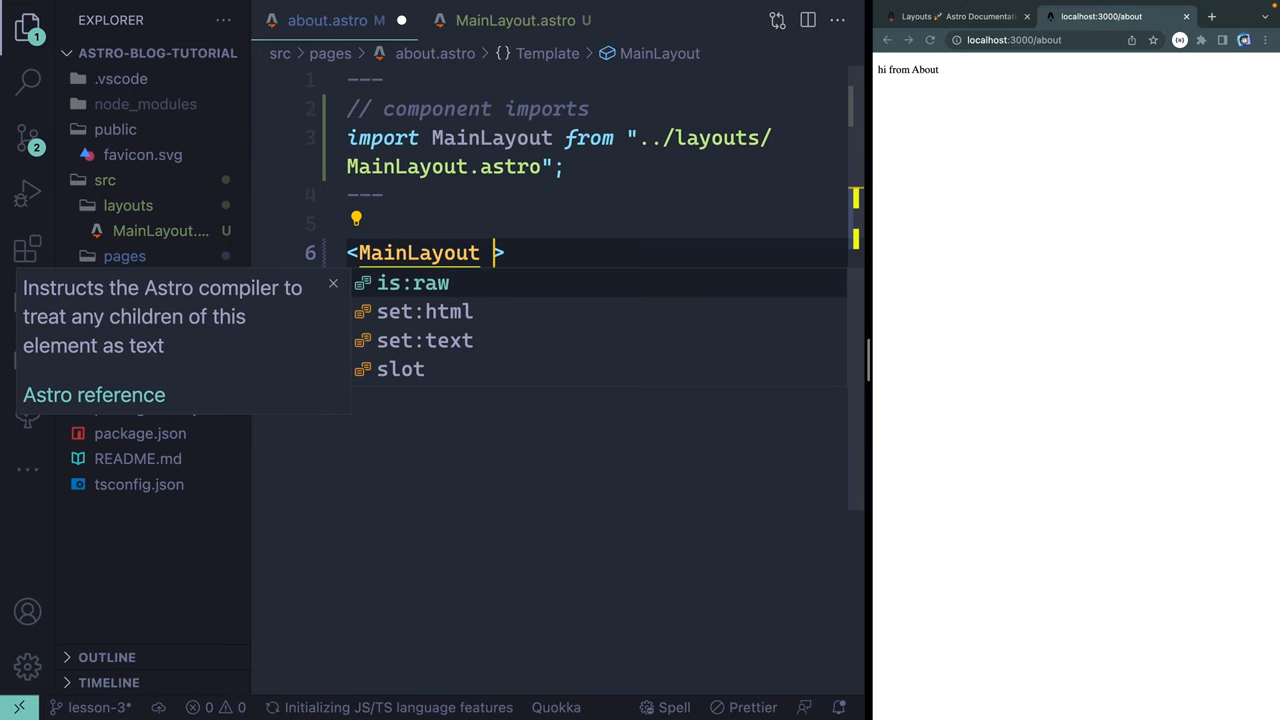 EXPLORER
ASTRO-BLOG-TUTORIAL
.vscode
node_modules
public
favicon.svg
src
layouts
MainLayout....
U
pages
package.json
README.md
tsconfig.json
OUTLINE
TIMELINE
1
2
about.astro M
MainLayout.astro U
src > pages > about.astro > {} Template > MainLayout
1 ---
2 // component imports
3 import MainLayout from "../layouts/
MainLayout.astro";
4 ---
5
6 <MainLayout >
is:raw
set:html
set:text
slot
Instructs the Astro compiler to
treat any children of this
element as text
Astro reference
lesson-3* 0 0 Initializing JS/TS language features Quokka Spell Prettier
Layouts 🚀 Astro Documentat
localhost:3000/about
localhost:3000/about
hi from About